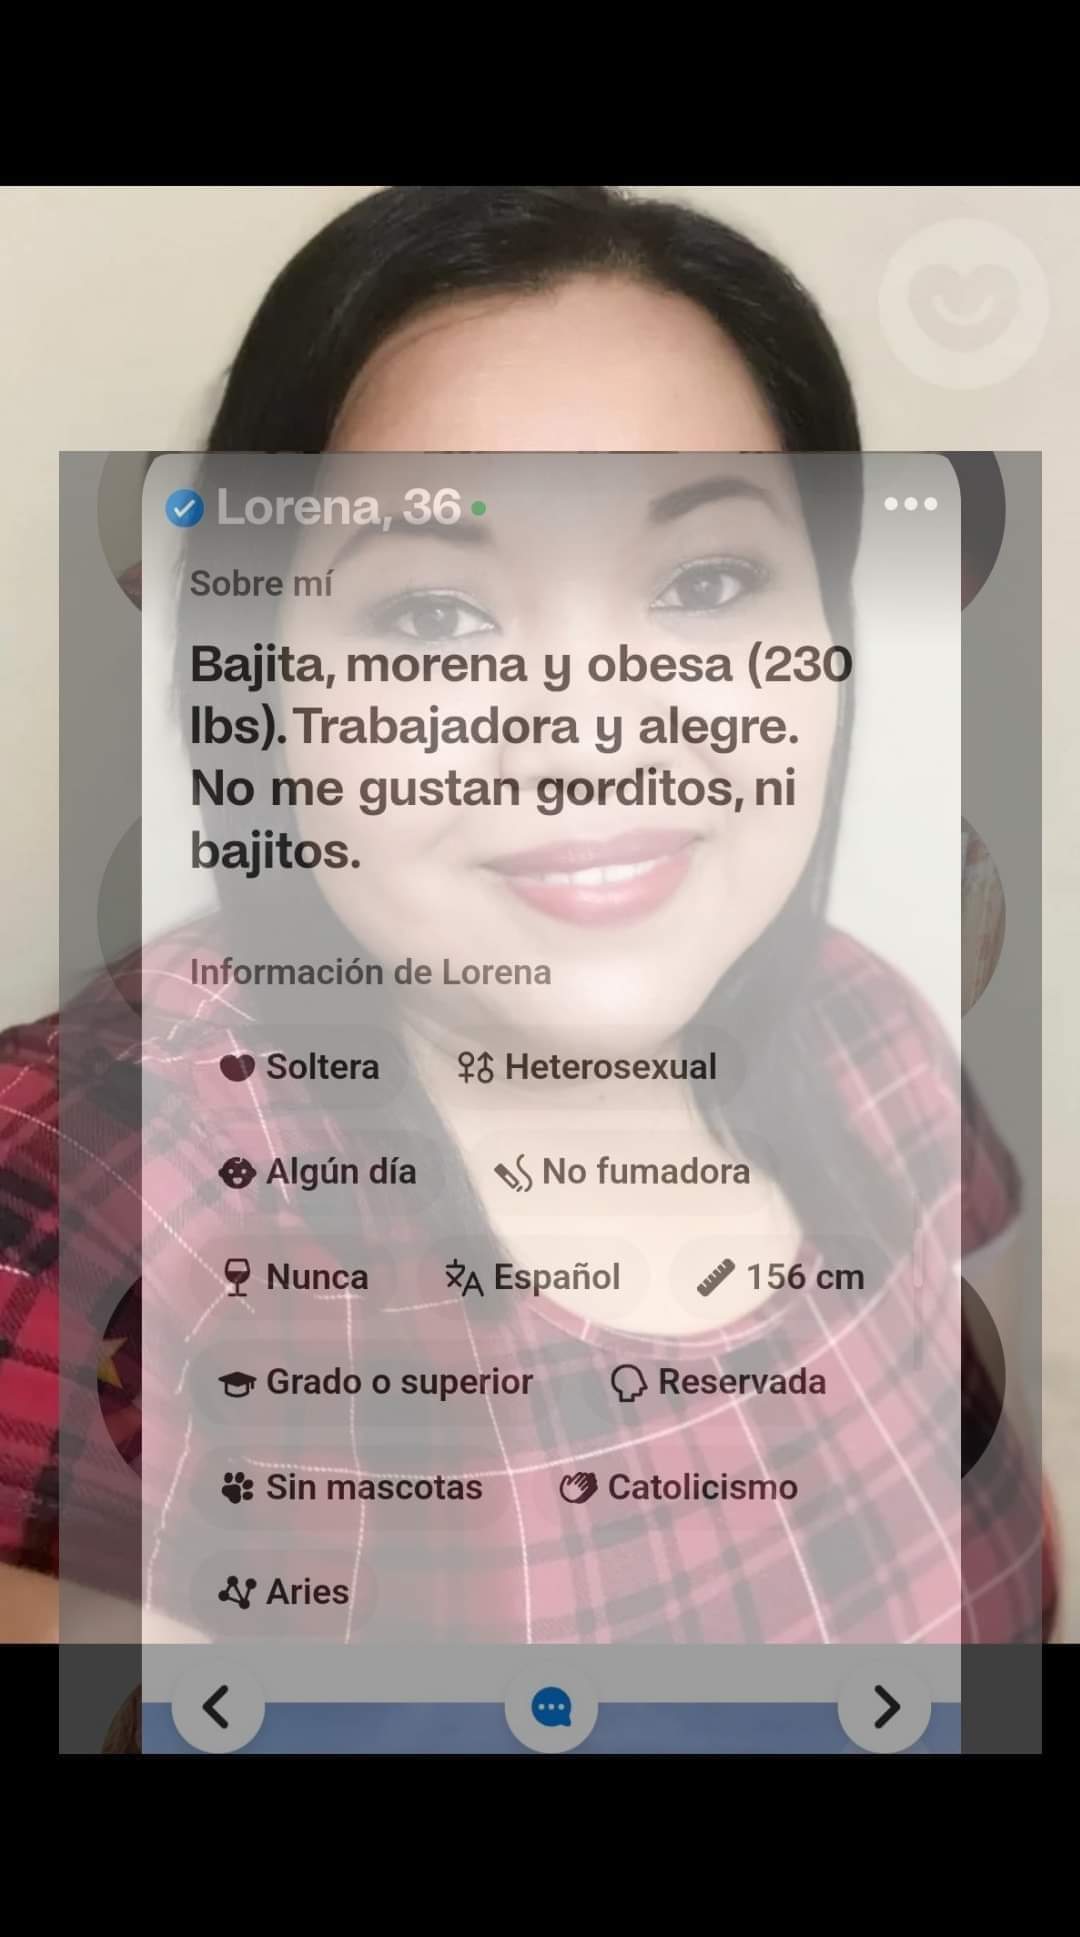 Lorena, 36
Sobre mí
Bajita, morena y obesa (230
lbs). Trabajadora y alegre.
No me gustan gorditos, ni
bajitos.
Información de Lorena
Soltera Heterosexual
Algún día No fumadora
Nunca Español 156 cm
Grado o superior Reservada
Sin mascotas Catolicismo
Aries